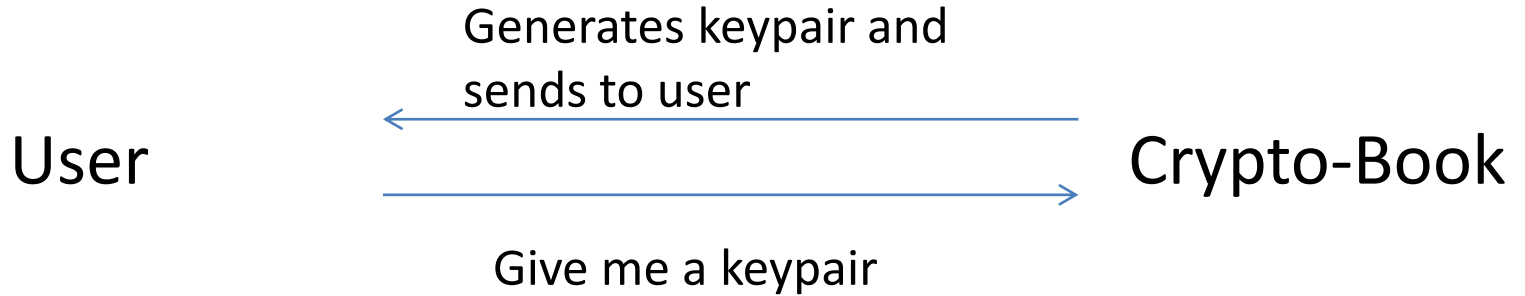 Generates keypair and
sends to user
User
Crypto-Book
Give me a keypair